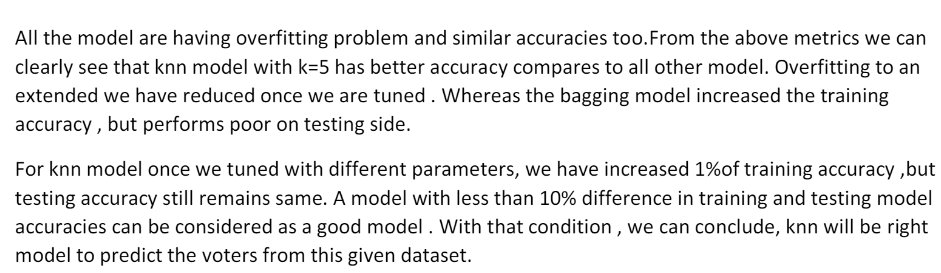 All the model are having overfitting problem and similar accuracies too.From the above metrics we can
clearly see that knn model with k=5 has better accuracy compares to all other model. Overfitting to an
extended we have reduced once we are tuned . Whereas the bagging model increased the training
accuracy , but performs poor on testing side.
For knn model once we tuned with different parameters, we have increased 1%of training accuracy ,but
testing accuracy still remains same. A model with less than 10% difference in training and testing model
accuracies can be considered as a good model . With that condition , we can conclude, knn will be right
model to predict the voters from this given dataset.